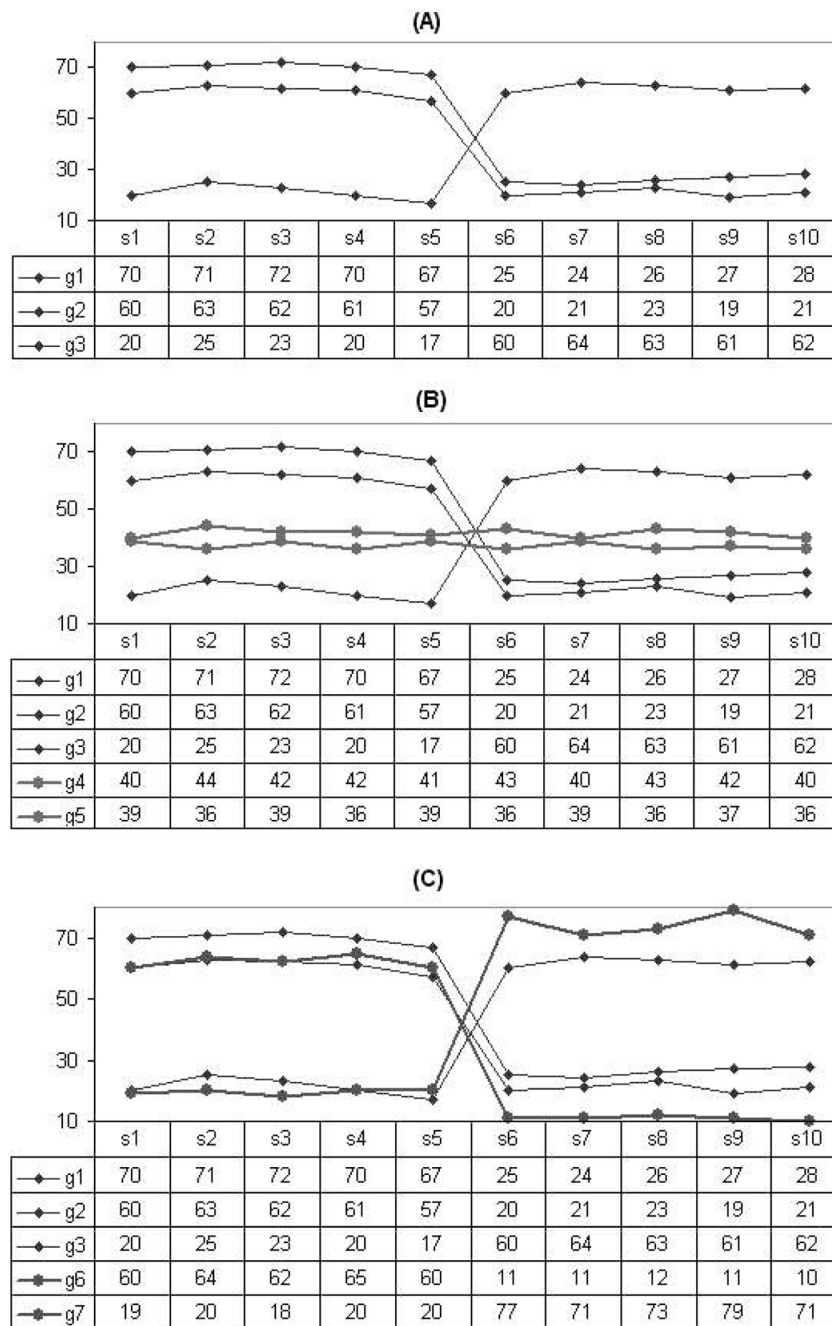 (A)
70
50
30
10
s1 s2 s3 s4 s5 s6 s7 s8 s9 s10
g1 70 71 72 70 67 25 24 26 27 28
g2 60 63 62 61 57 20 21 23 19 21
g3 20 25 23 20 17 60 64 63 61 62
(B)
70
50
30
10
s1 s2 s3 s4 s5 s6 s7 s8 s9 s10
g1 70 71 72 70 67 25 24 26 27 28
g2 60 63 62 61 57 20 21 23 19 21
g3 20 25 23 20 17 60 64 63 61 62
g4 40 44 42 42 41 43 40 43 42 40
g5 39 36 39 36 39 36 39 36 37 36
(C)
70
50
30
10
s1 s2 s3 s4 s5 s6 s7 s8 s9 s10
g1 70 71 72 70 67 25 24 26 27 28
g2 60 63 62 61 57 20 21 23 19 21
g3 20 25 23 20 17 60 64 63 61 62
g6 60 64 62 65 60 11 11 12 11 10
g7 19 20 18 20 20 77 71 73 79 71